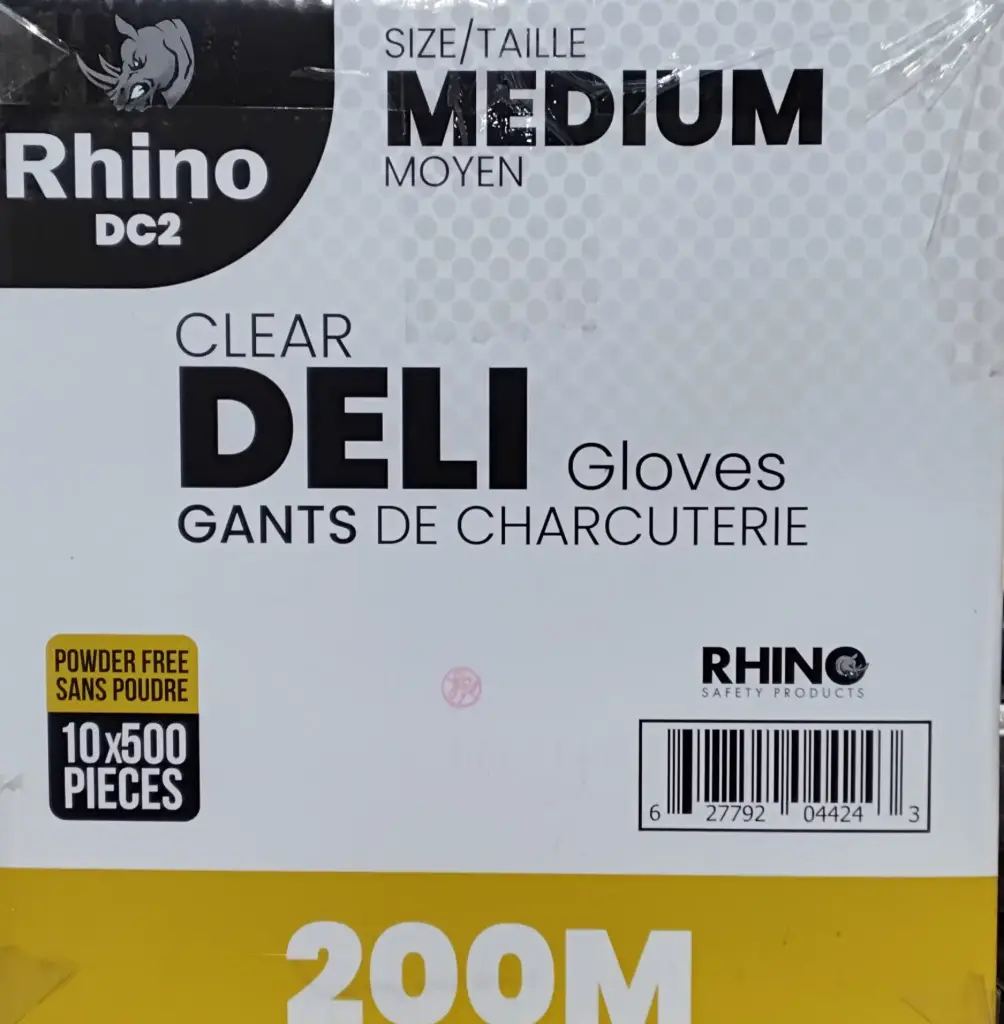 Rhino
DC2
SIZE/TAILLE
MEDIUM
MOYEN
CLEAR
DELI Gloves
GANTS DE CHARCUTERIE
POWDER FREE
SANS POUDRE
10x500
PIECES
RHINO
SAFETY PRODUCTS
6 27792 04424 3
200M